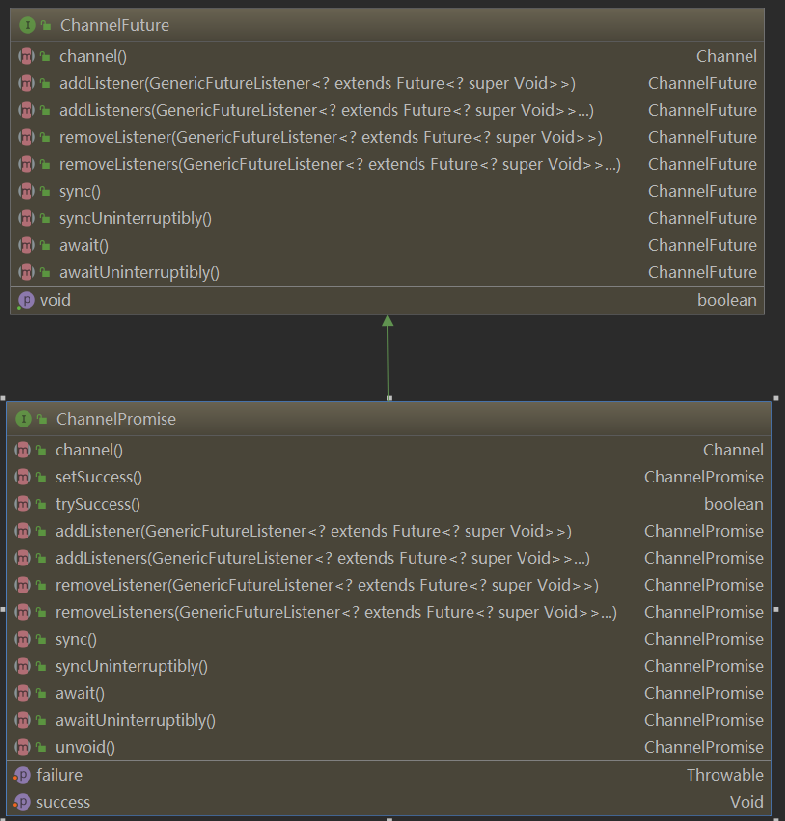 ChannelFuture
channel() Channel
addListener(GenericFutureListener<? extends Future<? super Void>>) ChannelFuture
addListeners(GenericFutureListener<? extends Future<? super Void>>...) ChannelFuture
removeListener(GenericFutureListener<? extends Future<? super Void>>) ChannelFuture
removeListeners(GenericFutureListener<? extends Future<? super Void>>...) ChannelFuture
sync() ChannelFuture
syncUninterruptibly() ChannelFuture
await() ChannelFuture
awaitUninterruptibly() ChannelFuture
void boolean
ChannelPromise
channel() Channel
setSuccess() ChannelPromise
trySuccess() boolean
addListener(GenericFutureListener<? extends Future<? super Void>>) ChannelPromise
addListeners(GenericFutureListener<? extends Future<? super Void>>...) ChannelPromise
removeListener(GenericFutureListener<? extends Future<? super Void>>) ChannelPromise
removeListeners(GenericFutureListener<? extends Future<? super Void>>...) ChannelPromise
sync() ChannelPromise
syncUninterruptibly() ChannelPromise
await() ChannelPromise
awaitUninterruptibly() ChannelPromise
unvoid() ChannelPromise
failure Throwable
success Void